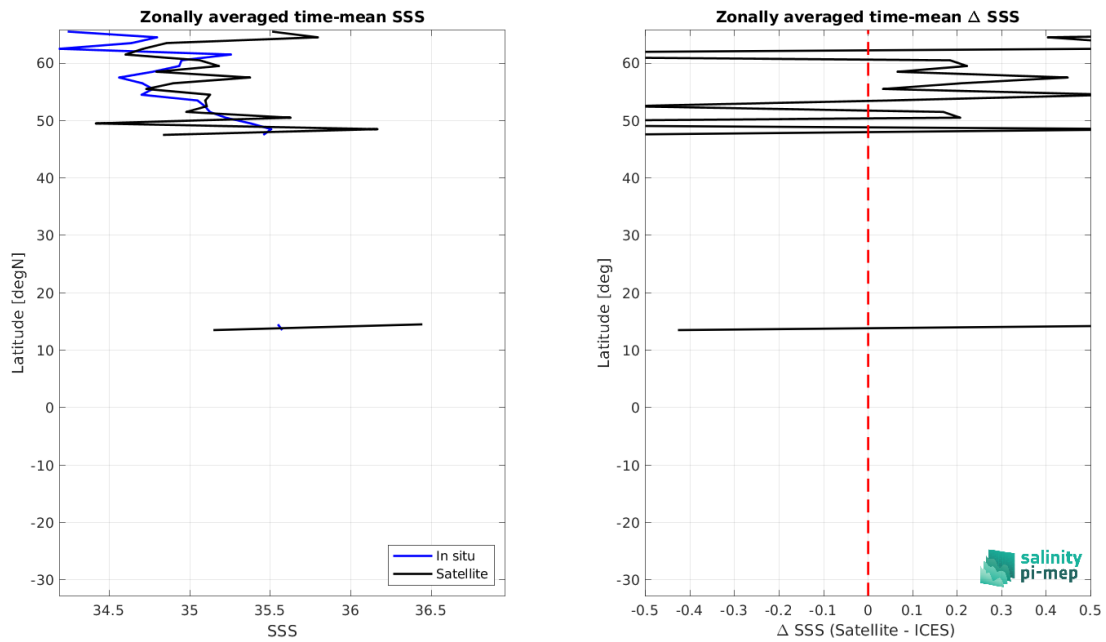 Zonally averaged time-mean SSS
60
50
40
30
20
10
0
-10
-20
-30
Latitude [degN]
34.5 35 35.5 36 36.5
SSS
In situ
Satellite
Zonally averaged time-mean Δ SSS
60
50
40
30
20
10
0
-10
-20
-30
Latitude [deg]
-0.5 -0.4 -0.3 -0.2 -0.1 0 0.1 0.2 0.3 0.4 0.5
Δ SSS (Satellite - ICES)
salinity
pi-mep